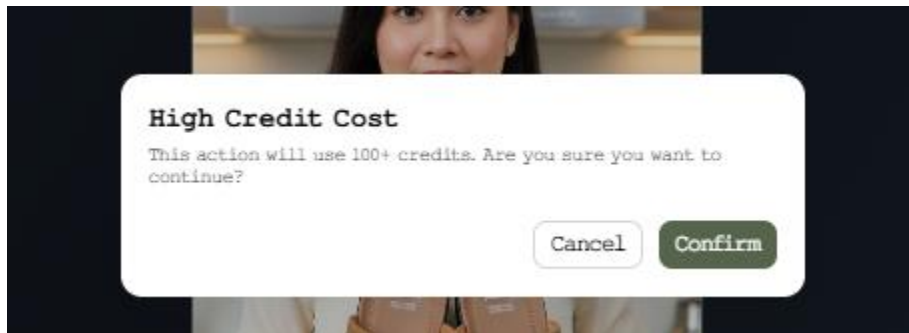 High Credit Cost
This action will use 100+ credits. Are you sure you want to
continue?
Cancel
Confirm